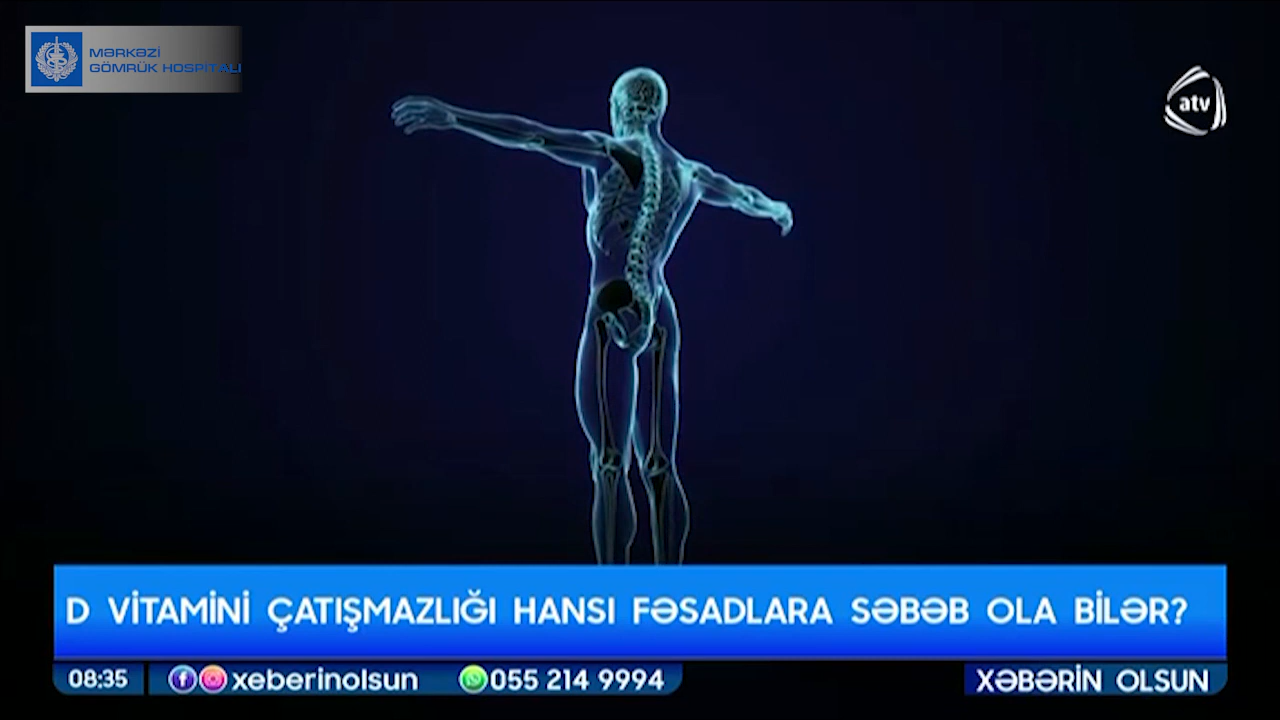 MƏRKƏZİ
GÖMRÜK HOSPITALI
atv
D VİTAMİNİ ÇATIŞMAZLIĞI HANSI FƏSADLARA SƏBƏB OLA BİLƏR?
08:35 xeberinolsun 055 214 9994 XƏBƏRİN OLSUN